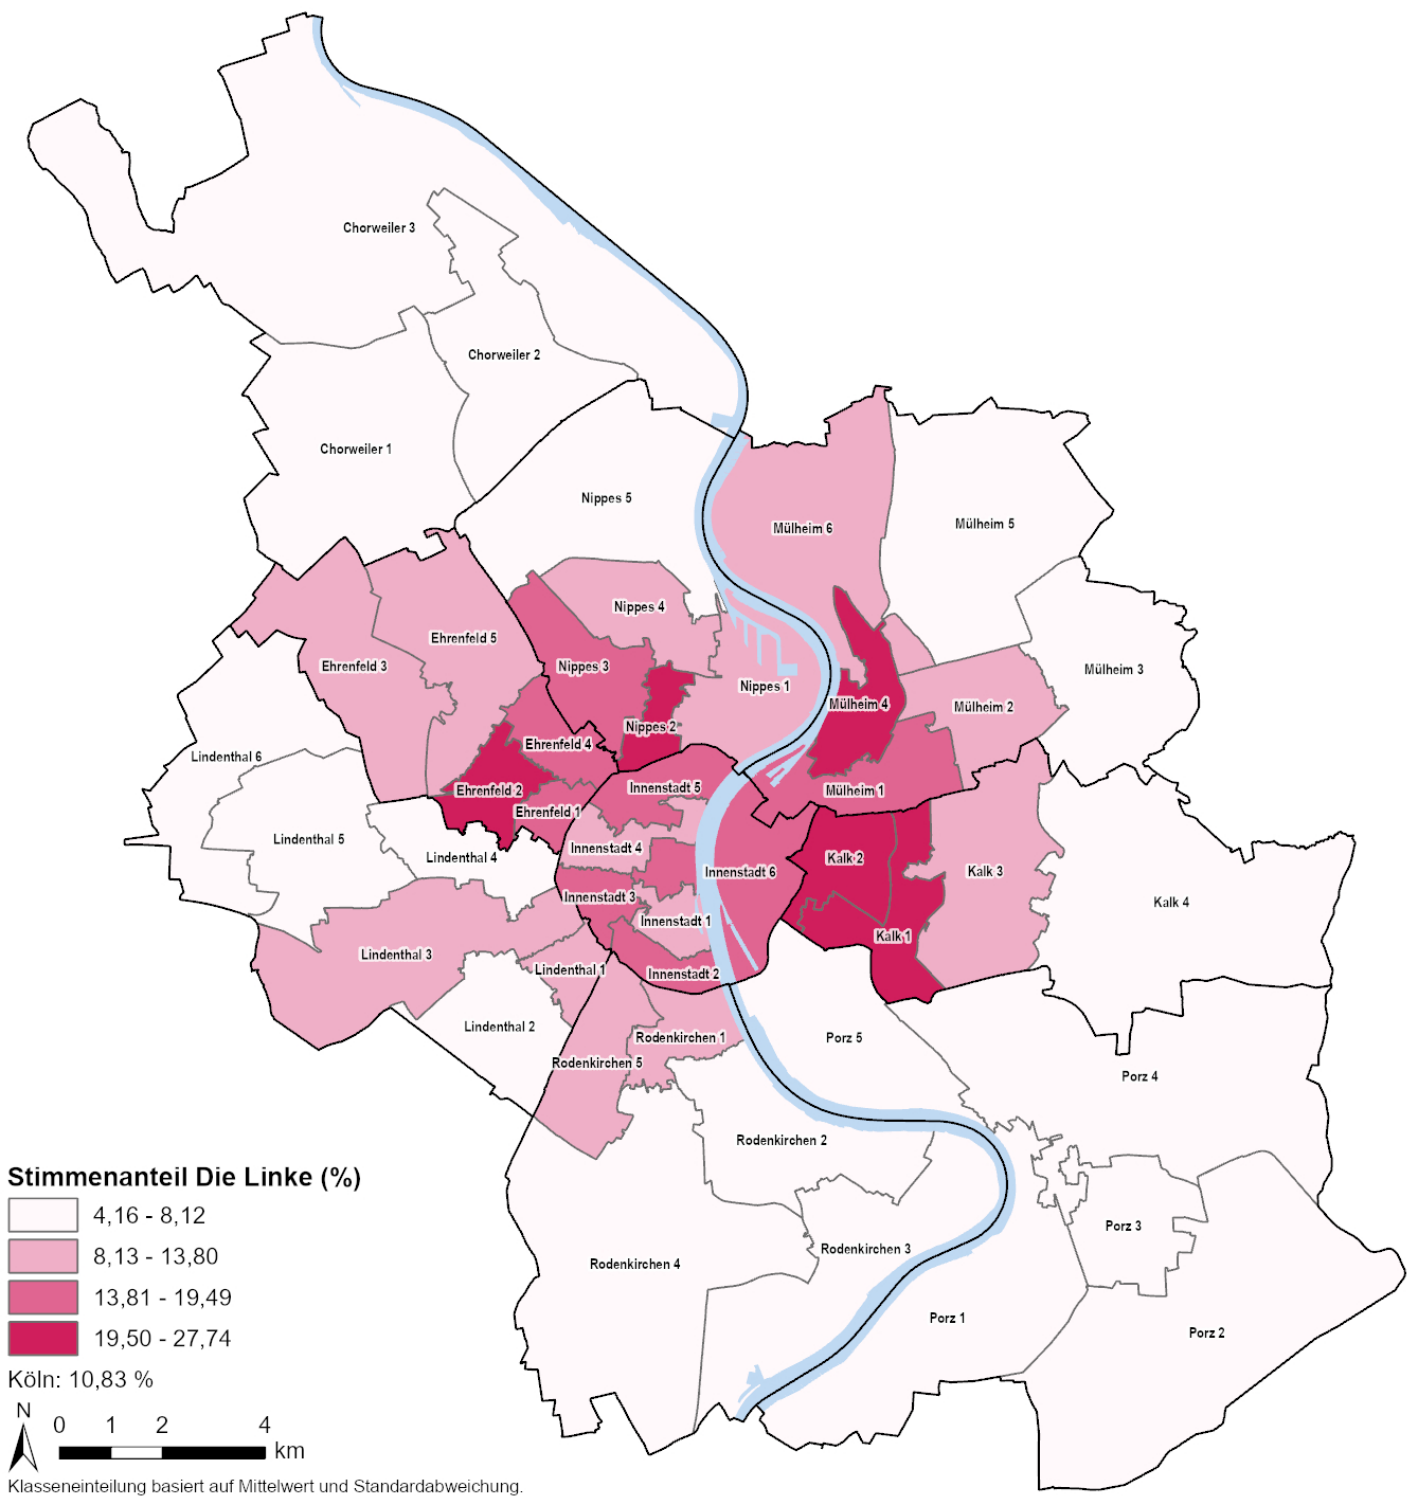 Chorweiler 3
Chorweiler 2
Chorweiler 1
Nippes 5
Mülheim 5
Mülheim 6
Nippes 4
Ehrenfeld 5
Ehrenfeld 3
Nippes 3
Mülheim 3
Nippes 1
Mülheim 4
Mülheim 2
Nippes 2
Ehrenfeld 4
Lindenthal 6
Ehrenfeld 2
Innenstadt 5
Mülheim 1
Ehrenfeld 1
Lindenthal 5
Innenstadt 4
Lindenthal 4
Kalk 2
Innenstadt 6
Kalk 3
Innenstadt 3
Kalk 4
Innenstadt 1
Kalk 1
Lindenthal 3
Lindenthal 1
Innenstadt 2
Lindenthal 2
Rodenkirchen 1
Porz 5
Rodenkirchen 5
Porz 4
Rodenkirchen 2
Porz 3
Rodenkirchen 3
Rodenkirchen 4
Porz 1
Porz 2
Stimmenanteil Die Linke (%)
4,16 - 8,12
8,13 - 13,80
13,81 - 19,49
19,50 - 27,74
Köln: 10,83 %
N
0 1 2 4
km
Klasseneinteilung basiert auf Mittelwert und Standardabweichung.